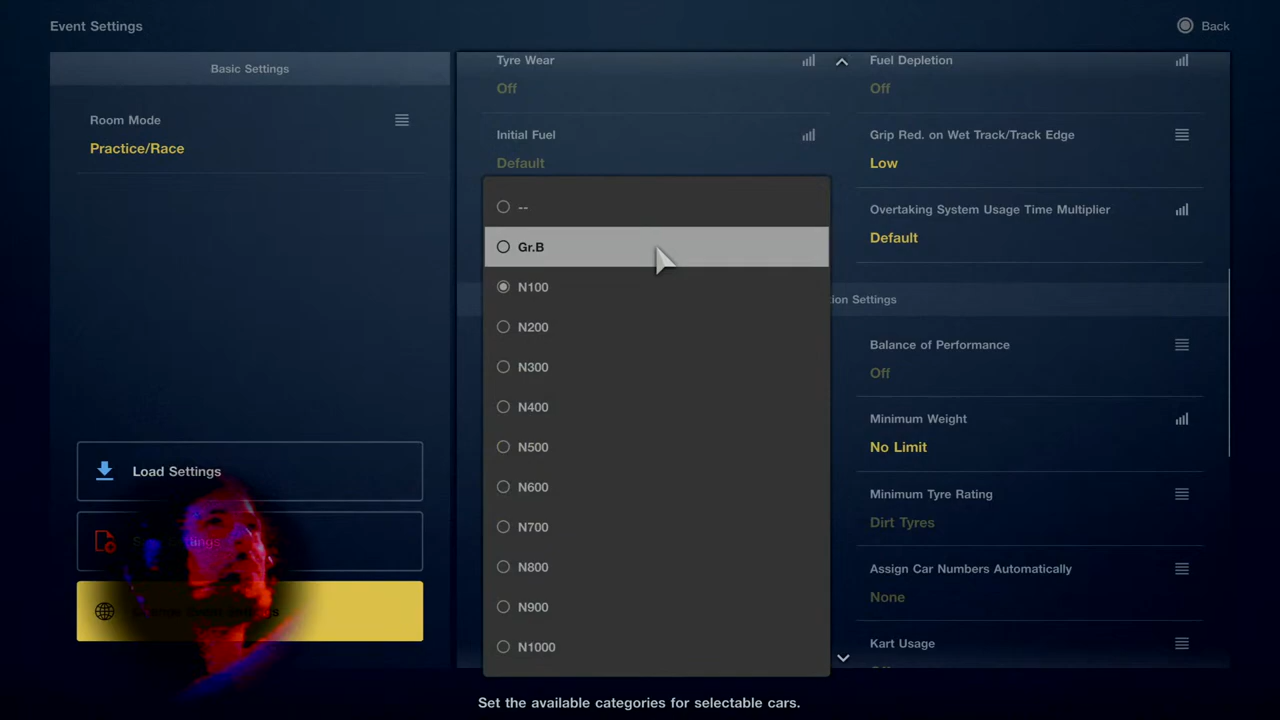 Event Settings
Back
Basic Settings
Room Mode
Practice/Race
Load Settings
Tyre Wear
Off
Initial Fuel
Default
--
Gr.B
N100
N200
N300
N400
N500
N600
N700
N800
N900
N1000
Fuel Depletion
Off
Grip Red. on Wet Track/Track Edge
Low
Overtaking System Usage Time Multiplier
Default
ion Settings
Balance of Performance
Off
Minimum Weight
No Limit
Minimum Tyre Rating
Dirt Tyres
Assign Car Numbers Automatically
None
Kart Usage
Set the available categories for selectable cars.